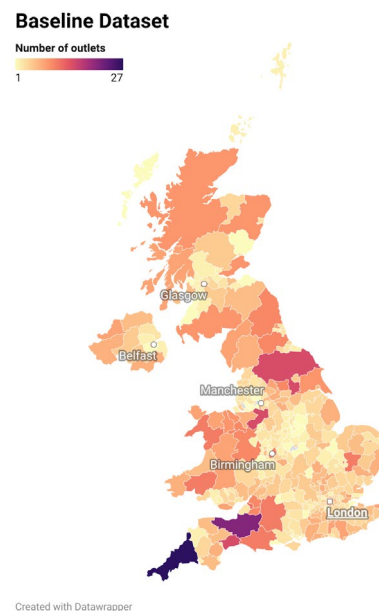 Baseline Dataset
Number of outlets
1 27
Glasgow
Belfast
Manchester
Birmingham
London
Created with Datawrapper